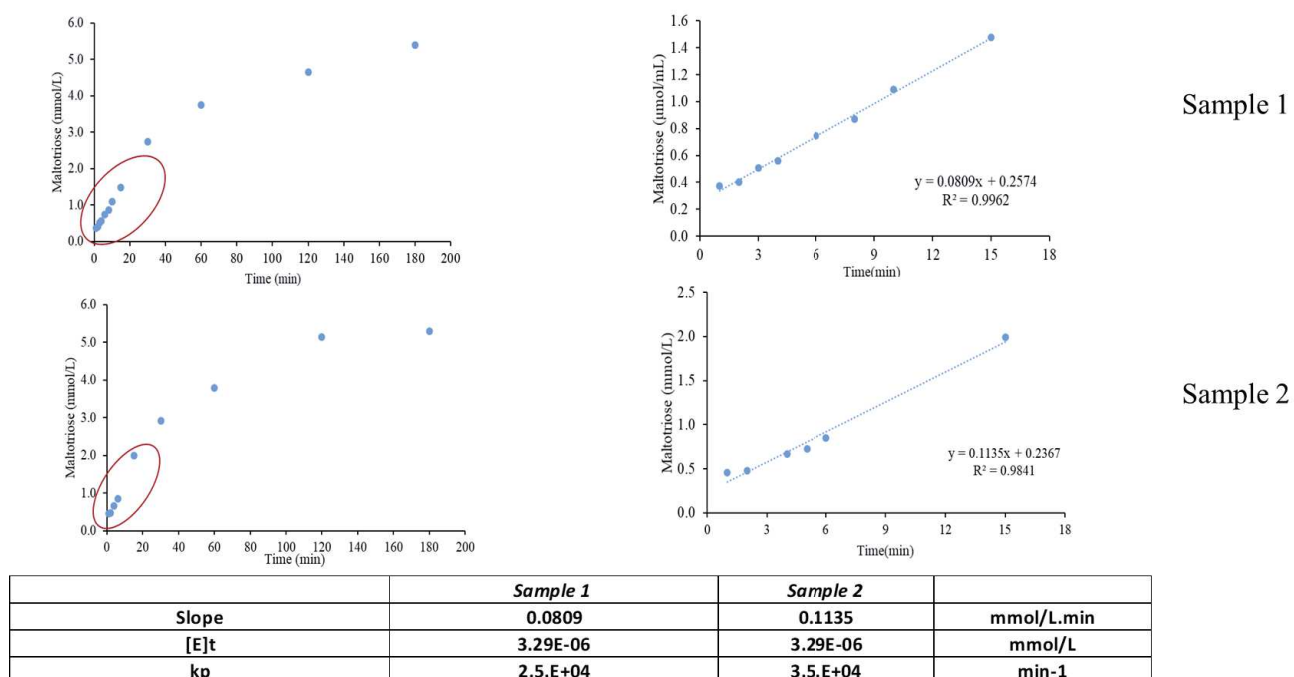 6.0
5.0
4.0
3.0
2.0
1.0
0.0
Maltotriose (mmol/L)
0 20 40 60 80 100 120 140 160 180 200
Time (min)
1.6
1.4
1.2
1.0
0.8
0.6
0.4
0.2
0.0
Maltotriose (µmol/mL)
y = 0.0809x + 0.2574
R² = 0.9962
0 3 6 9 12 15 18
Time(min)
Sample 1
6.0
5.0
4.0
3.0
2.0
1.0
0.0
Maltotriose (mmol/L)
0 20 40 60 80 100 120 140 160 180 200
Time (min)
2.5
2.0
1.5
1.0
0.5
0.0
Maltotriose (mmol/L)
y = 0.1135x + 0.2367
R² = 0.9841
0 3 6 9 12 15 18
Time(min)
Sample 2
Sample 1 Sample 2
Slope 0.0809 0.1135 mmol/L.min
[E]t 3.29E-06 3.29E-06 mmol/L
kp 2.5.E+04 3.5.E+04 min-1